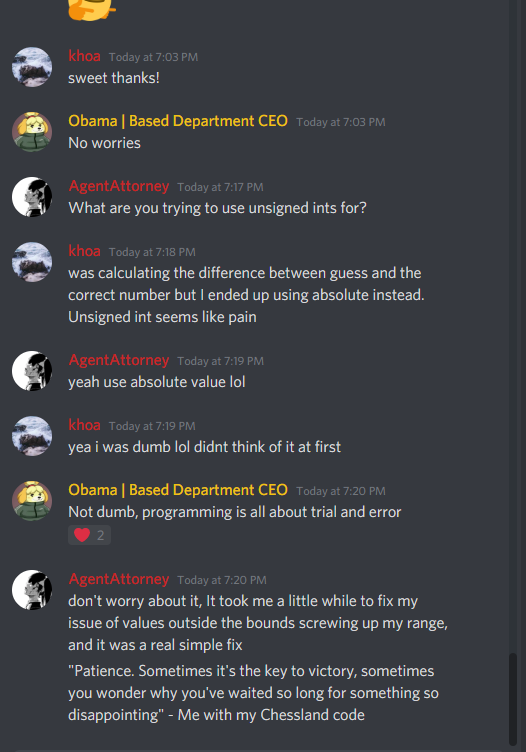 khoa Today at 7:03 PM
sweet thanks!
Obama | Based Department CEO Today at 7:03 PM
No worries
AgentAttorney Today at 7:17 PM
What are you trying to use unsigned ints for?
khoa Today at 7:18 PM
was calculating the difference between guess and the
correct number but I ended up using absolute instead.
Unsigned int seems like pain
AgentAttorney Today at 7:19 PM
yeah use absolute value lol
khoa Today at 7:19 PM
yea i was dumb lol didnt think of it at first
Obama | Based Department CEO Today at 7:20 PM
Not dumb, programming is all about trial and error
2
AgentAttorney Today at 7:20 PM
don't worry about it, It took me a little while to fix my
issue of values outside the bounds screwing up my range,
and it was a real simple fix
"Patience. Sometimes it's the key to victory, sometimes
you wonder why you've waited so long for something so
disappointing" - Me with my Chessland code